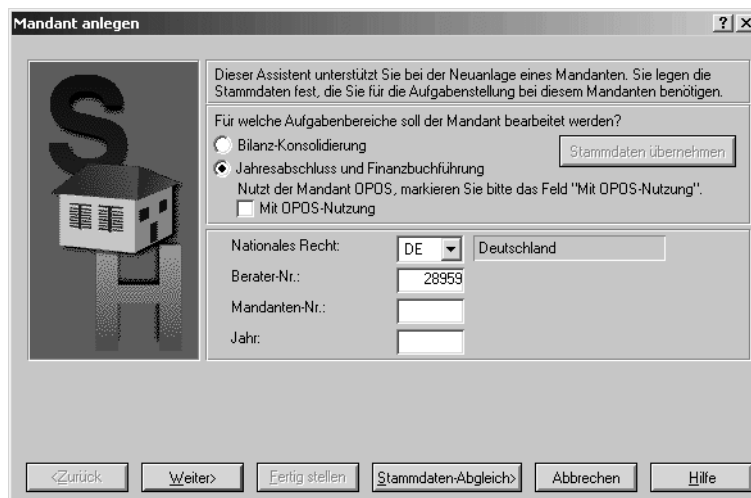 Mandant anlegen
Dieser Assistent unterstützt Sie bei der Neuanlage eines Mandanten. Sie legen die
Stammdaten fest, die Sie für die Aufgabenstellung bei diesem Mandanten benötigen.
Für welche Aufgabenbereiche soll der Mandant bearbeitet werden?
Bilanz-Konsolidierung
Stammdaten übernehmen
Jahresabschluss und Finanzbuchführung
Nutzt der Mandant OPOS, markieren Sie bitte das Feld "Mit OPOS-Nutzung".
Mit OPOS-Nutzung
Nationales Recht: DE Deutschland
Berater-Nr.: 28959
Mandanten-Nr.:
Jahr:
S
H
<Zurück Weiter> Fertig stellen Stammdaten-Abgleich> Abbrechen Hilfe